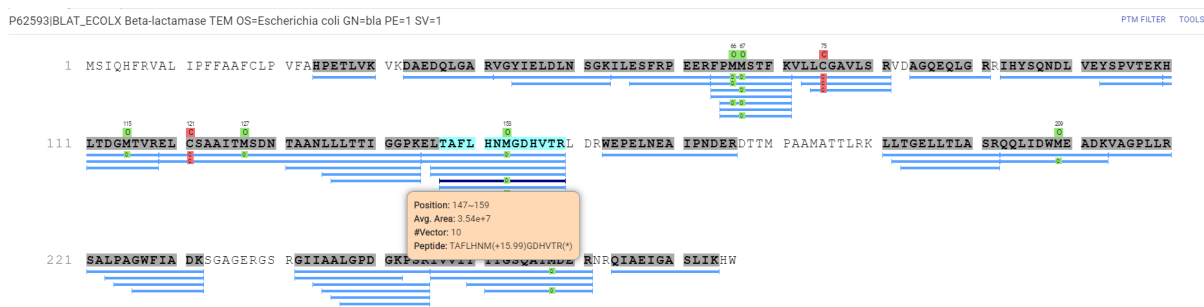 P62593|BLAT_ECOLX Beta-lactamase TEM OS=Escherichia coli GN=bla PE=1 SV=1 PTM FILTER TOOLS
66 67 75
O O C
1 MSIQHFRVAL IPFFAAFCLP VFAHPETLVK VKDAEDQLGA RVGYIELDLN SGKILESFRP EERFPMMSTF KVLLCGAVLS RVDAGQEQLG RRIHYSQNDL VEYSPVTEKH
115 121 127 153 209
O C O O O
111 LTDGMTVREL CSAAITMSDN TAANLLLTTI GGPKELTAFL HNMGDHVTRL DRWEPELNEA IPNDERDTTM PAAMATTLRK LLTGELLTLA SRQQLIDWME ADKVAGPLLR
Position: 147~159
Avg. Area: 3.54e+7
#Vector: 10
Peptide: TAFLHNM(+15.99)GDHVTR(*)
221 SALPAGWFIA DKSGAGERGS RGIIAALGPD GKPSRIVVIY TTGSQATMDE RNRQIAEIGA SLIKHW